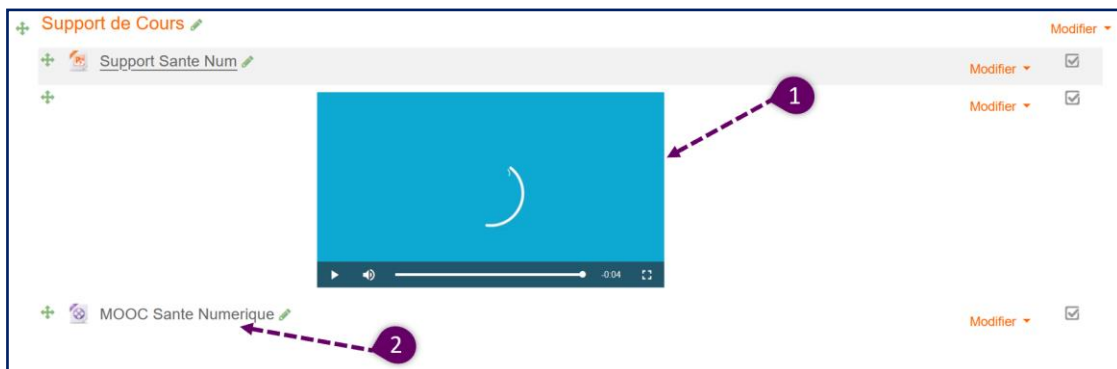 Support de Cours
Modifier
Support Sante Num
Modifier
1
Modifier
-0:04
MOOC Sante Numerique
Modifier
2